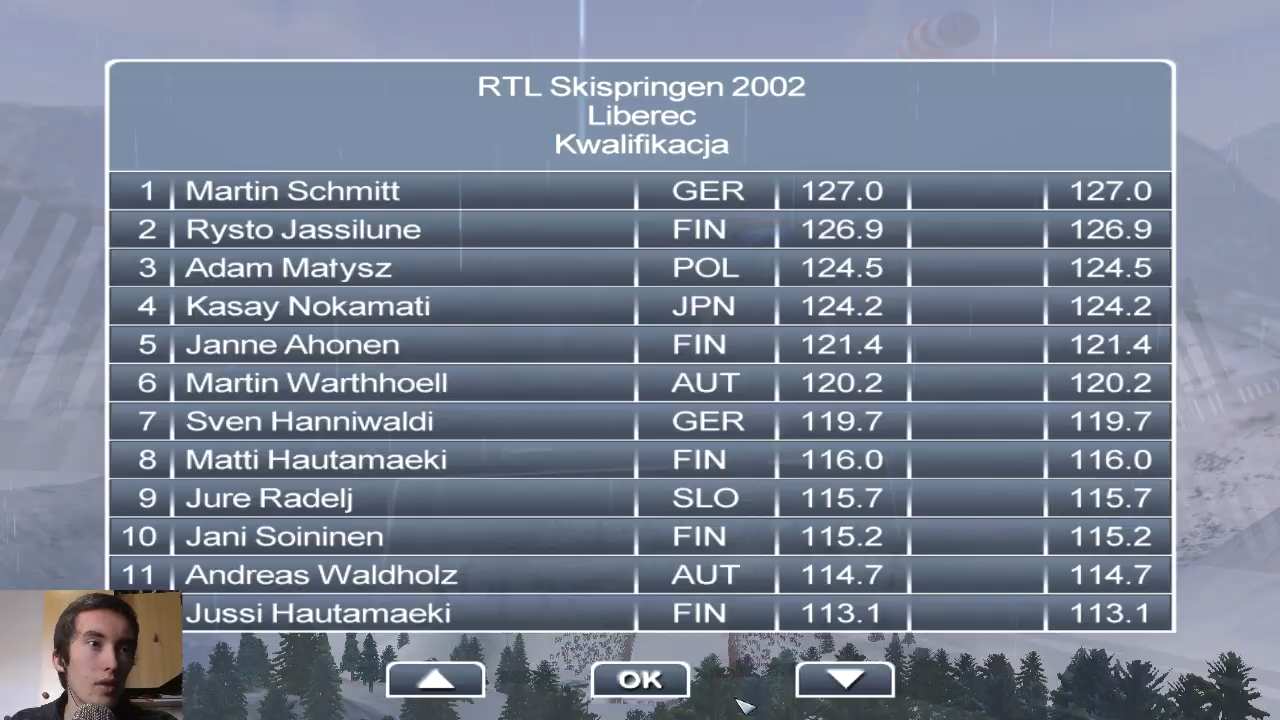 RTL Skispringen 2002
Liberec
Kwalifikacja
1 Martin Schmitt GER 127.0 127.0
2 Rysto Jassilune FIN 126.9 126.9
3 Adam Małysz POL 124.5 124.5
4 Kasay Nokamati JPN 124.2 124.2
5 Janne Ahonen FIN 121.4 121.4
6 Martin Warthhoell AUT 120.2 120.2
7 Sven Hanniwaldi GER 119.7 119.7
8 Matti Hautamaeki FIN 116.0 116.0
9 Jure Radelj SLO 115.7 115.7
10 Jani Soininen FIN 115.2 115.2
11 Andreas Waldholz AUT 114.7 114.7
Jussi Hautamaeki FIN 113.1 113.1
OK